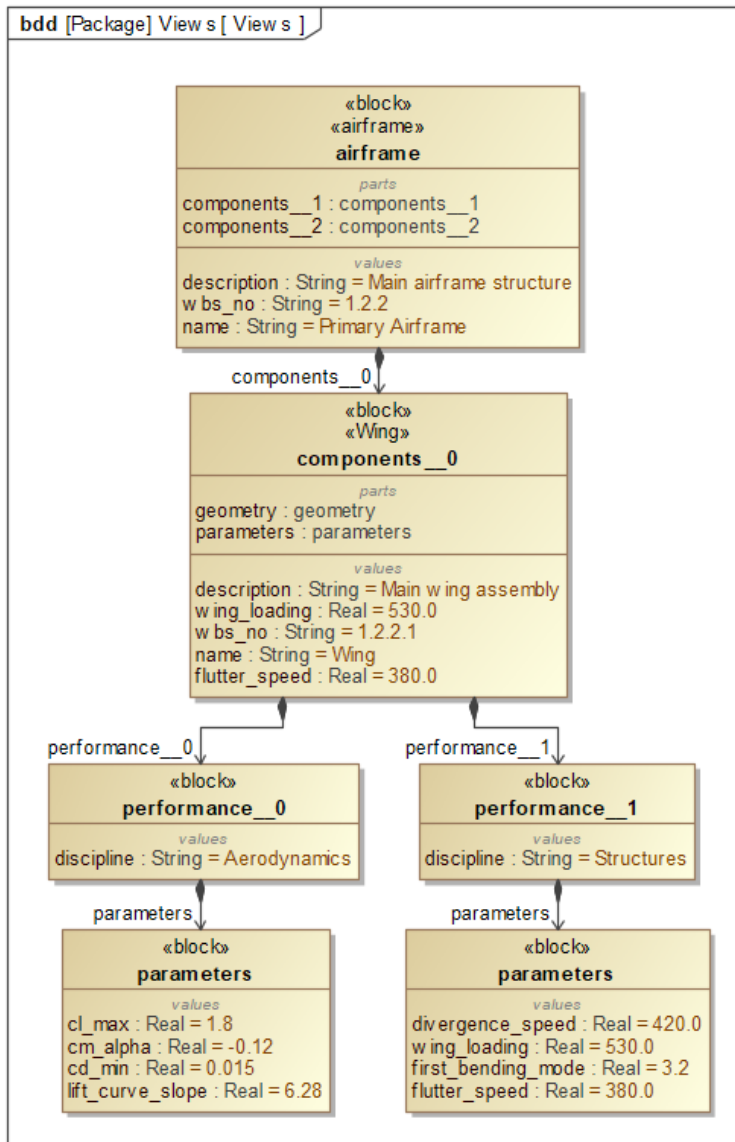 bdd [Package] Views [ Views ]
«block»
«airframe»
airframe
parts
components__1 : components__1
components__2 : components__2
values
description : String = Main airframe structure
wbs_no : String = 1.2.2
name : String = Primary Airframe
components__0
«block»
«Wing»
components__0
parts
geometry : geometry
parameters : parameters
values
description : String = Main wing assembly
wing_loading : Real = 530.0
wbs_no : String = 1.2.2.1
name : String = Wing
flutter_speed : Real = 380.0
performance__0
«block»
performance__0
values
discipline : String = Aerodynamics
parameters
«block»
parameters
values
cl_max : Real = 1.8
cm_alpha : Real = -0.12
cd_min : Real = 0.015
lift_curve_slope : Real = 6.28
performance__1
«block»
performance__1
values
discipline : String = Structures
parameters
«block»
parameters
values
divergence_speed : Real = 420.0
wing_loading : Real = 530.0
first_bending_mode : Real = 3.2
flutter_speed : Real = 380.0